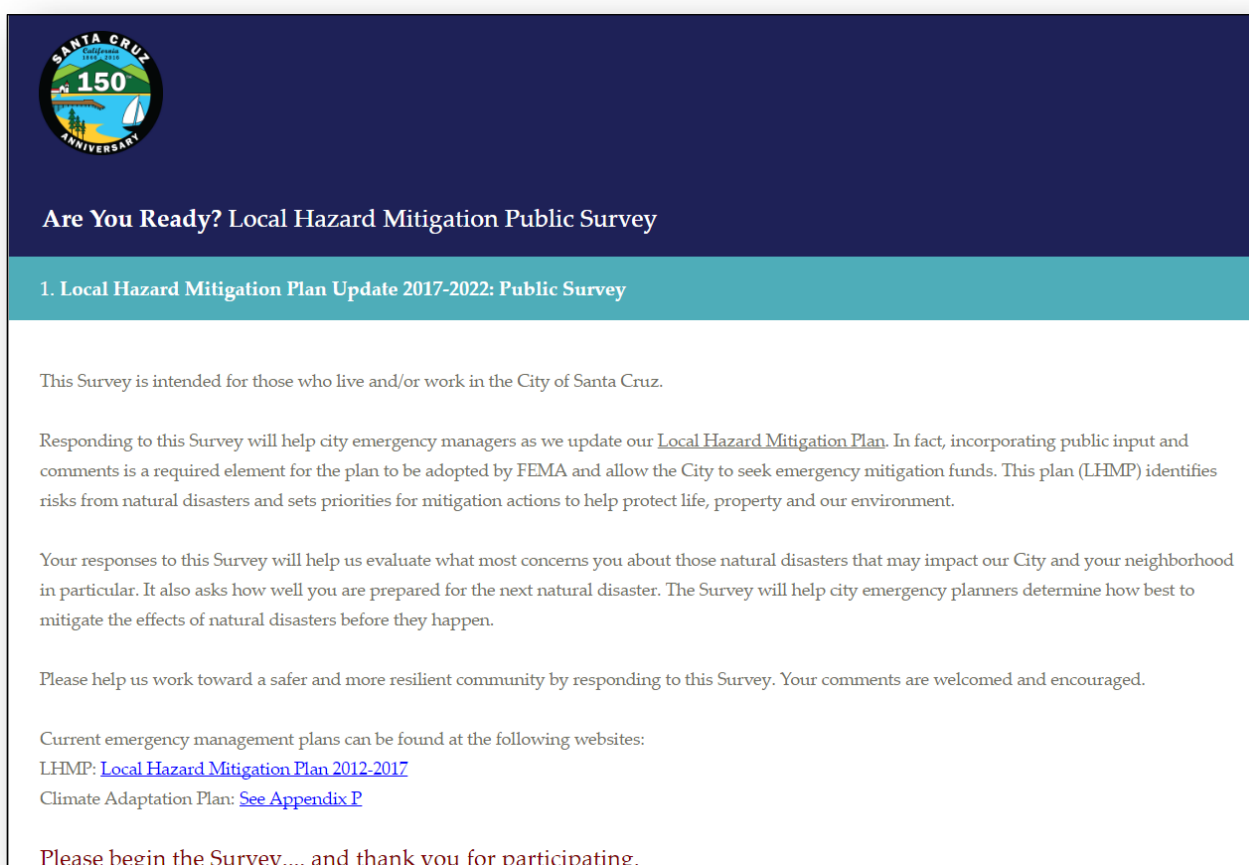 SANTA CRUZ
California
1866 - 2016
150
ANNIVERSARY
Are You Ready? Local Hazard Mitigation Public Survey
1. Local Hazard Mitigation Plan Update 2017-2022: Public Survey
This Survey is intended for those who live and/or work in the City of Santa Cruz.
Responding to this Survey will help city emergency managers as we update our Local Hazard Mitigation Plan. In fact, incorporating public input and
comments is a required element for the plan to be adopted by FEMA and allow the City to seek emergency mitigation funds. This plan (LHMP) identifies
risks from natural disasters and sets priorities for mitigation actions to help protect life, property and our environment.
Your responses to this Survey will help us evaluate what most concerns you about those natural disasters that may impact our City and your neighborhood
in particular. It also asks how well you are prepared for the next natural disaster. The Survey will help city emergency planners determine how best to
mitigate the effects of natural disasters before they happen.
Please help us work toward a safer and more resilient community by responding to this Survey. Your comments are welcomed and encouraged.
Current emergency management plans can be found at the following websites:
LHMP: Local Hazard Mitigation Plan 2012-2017
Climate Adaptation Plan: See Appendix P
Please begin the Survey.... and thank you for participating.